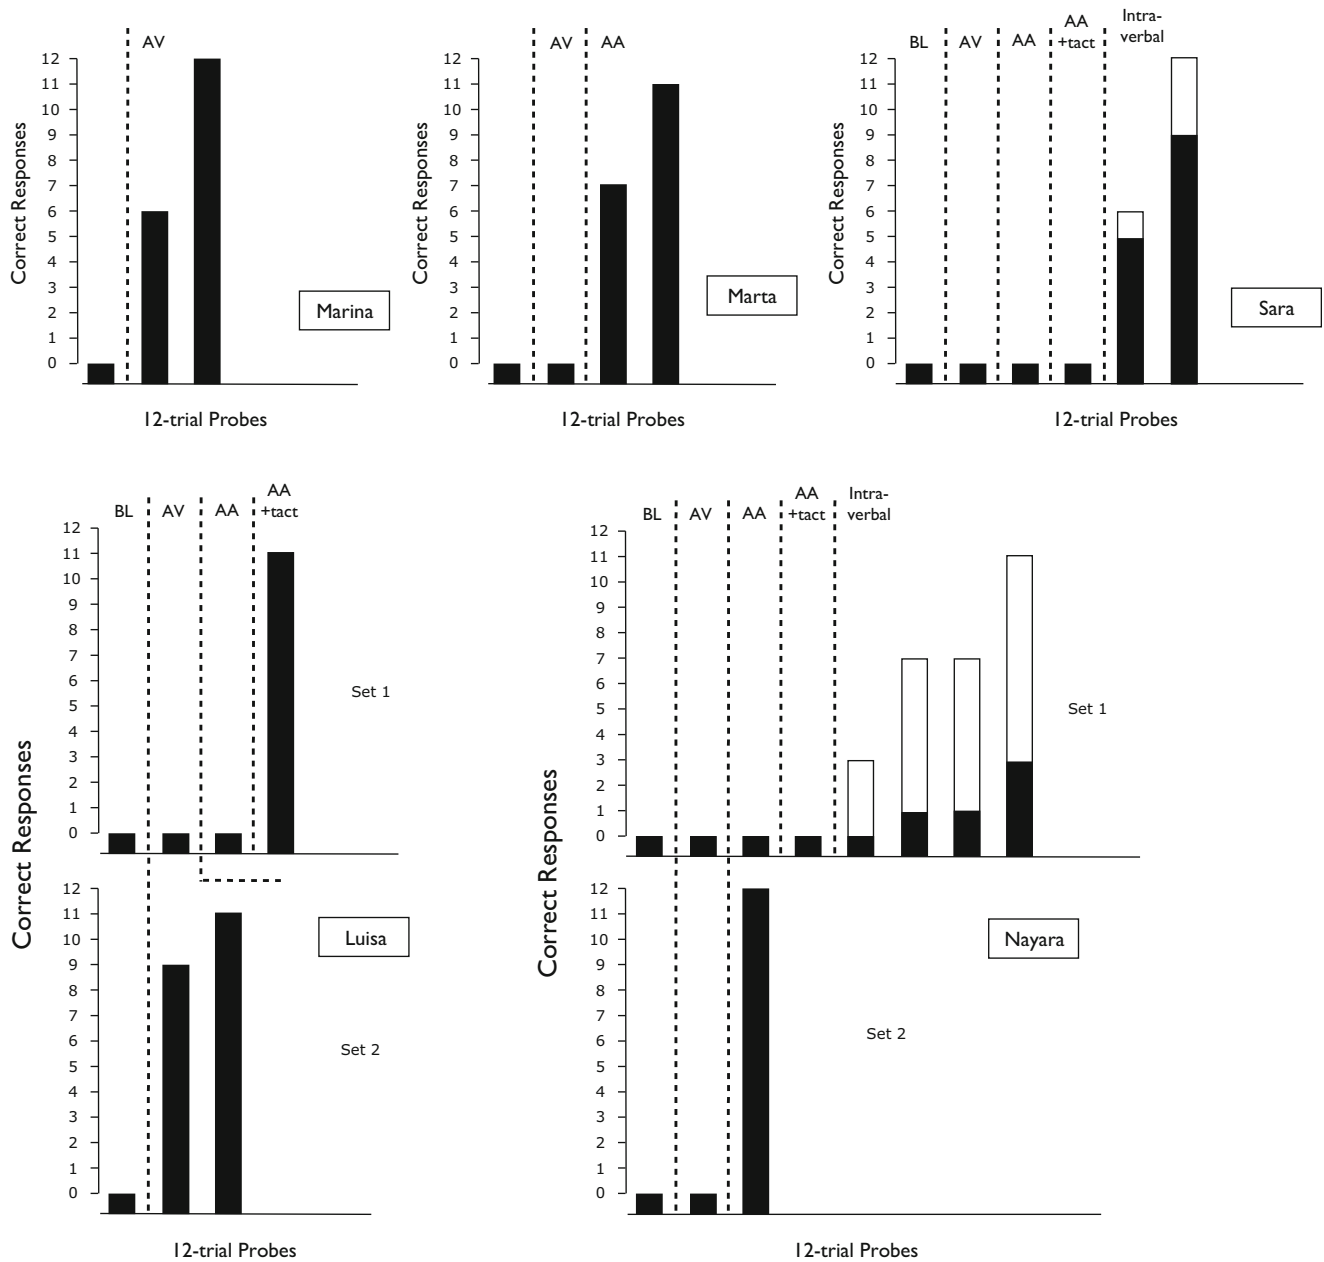 AV
12
11
10
9
8
7
6
5
4
3
2
1
0
Correct Responses
Marina
12-trial Probes
AV AA
12
11
10
9
8
7
6
5
4
3
2
1
0
Correct Responses
Marta
12-trial Probes
BL AV AA
AA
+tact
Intra-
verbal
12
11
10
9
8
7
6
5
4
3
2
1
0
Correct Responses
Sara
12-trial Probes
BL AV AA
AA
+tact
12
11
10
9
8
7
6
5
4
3
2
1
0
Set 1
Correct Responses
12
11
10
9
8
7
6
5
4
3
2
1
0
Luisa
Set 2
12-trial Probes
BL AV AA
AA
+tact
Intra-
verbal
12
11
10
9
8
7
6
5
4
3
2
1
0
Set 1
Correct Responses
12
11
10
9
8
7
6
5
4
3
2
1
0
Nayara
Set 2
12-trial Probes